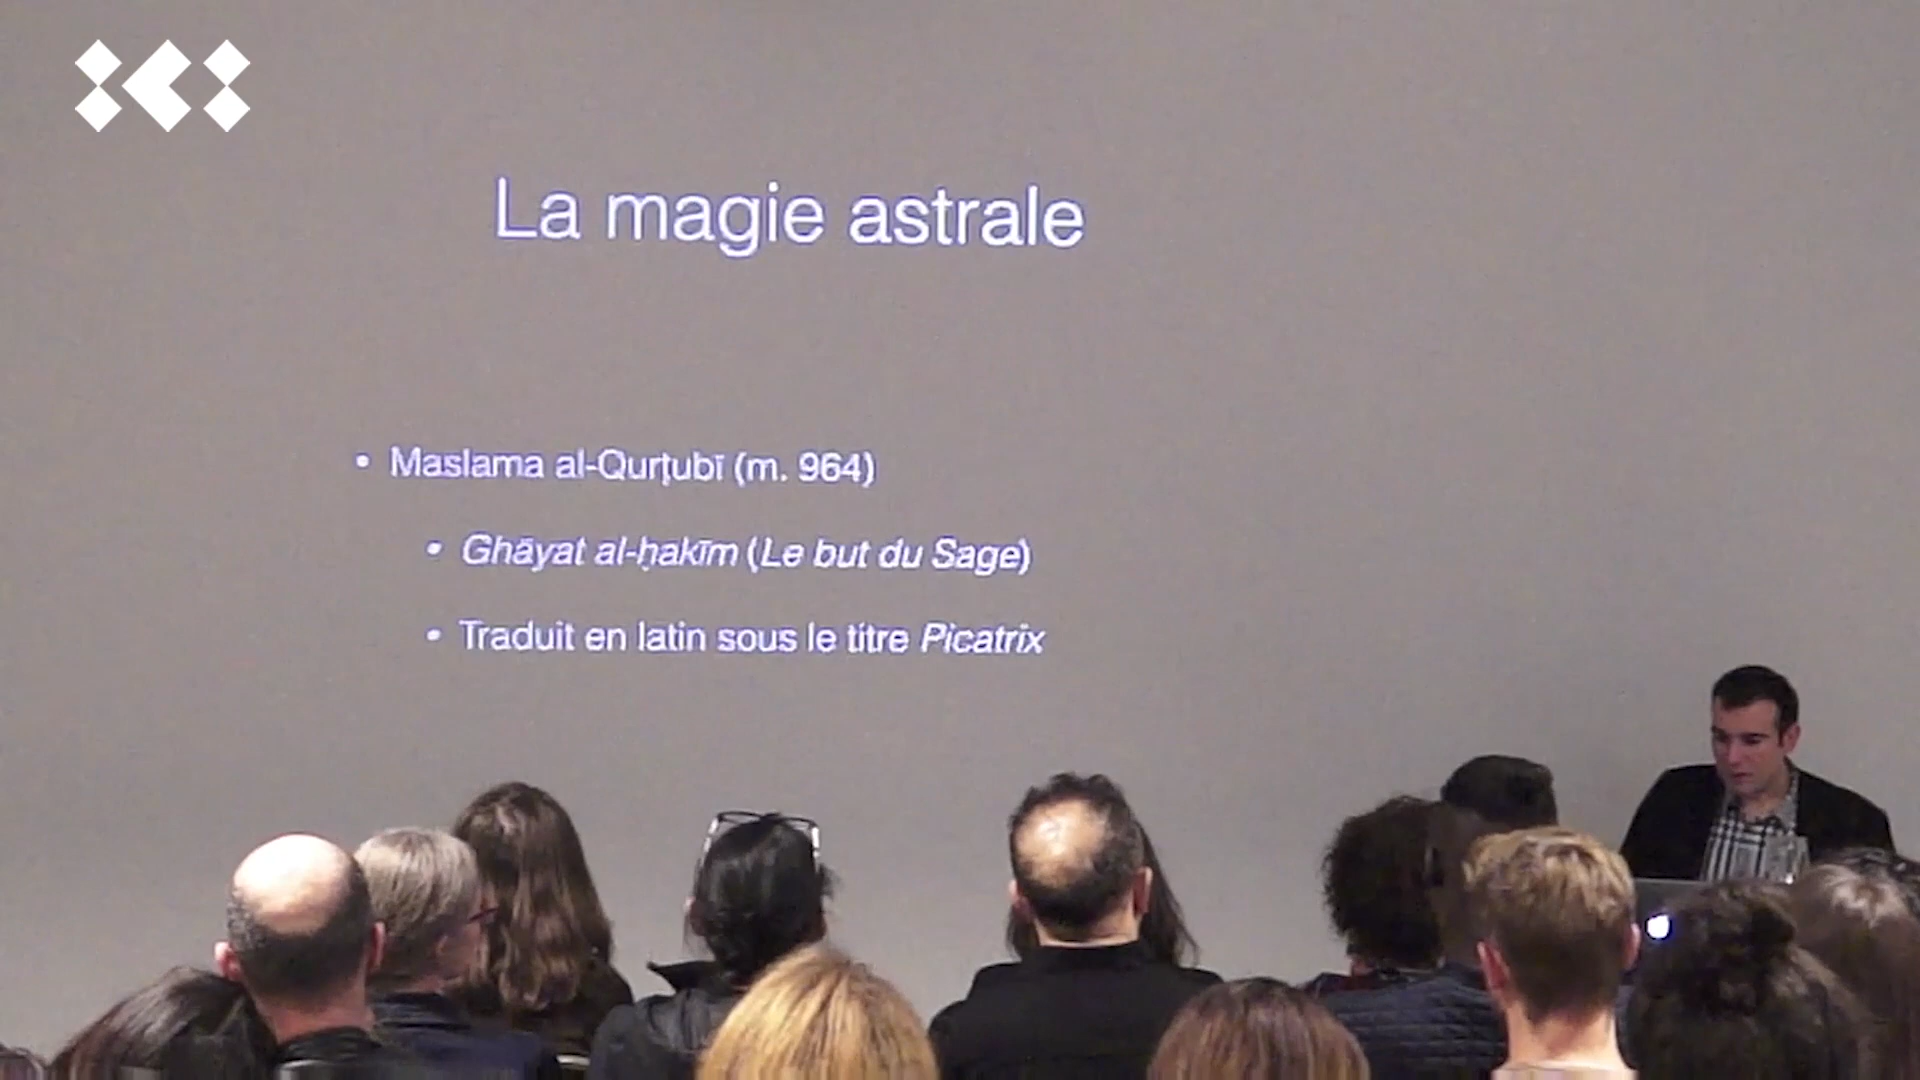 La magie astrale
• Maslama al-Qurṭubī (m. 964)
• Ghāyat al-ḥakīm (Le but du Sage)
• Traduit en latin sous le titre Picatrix